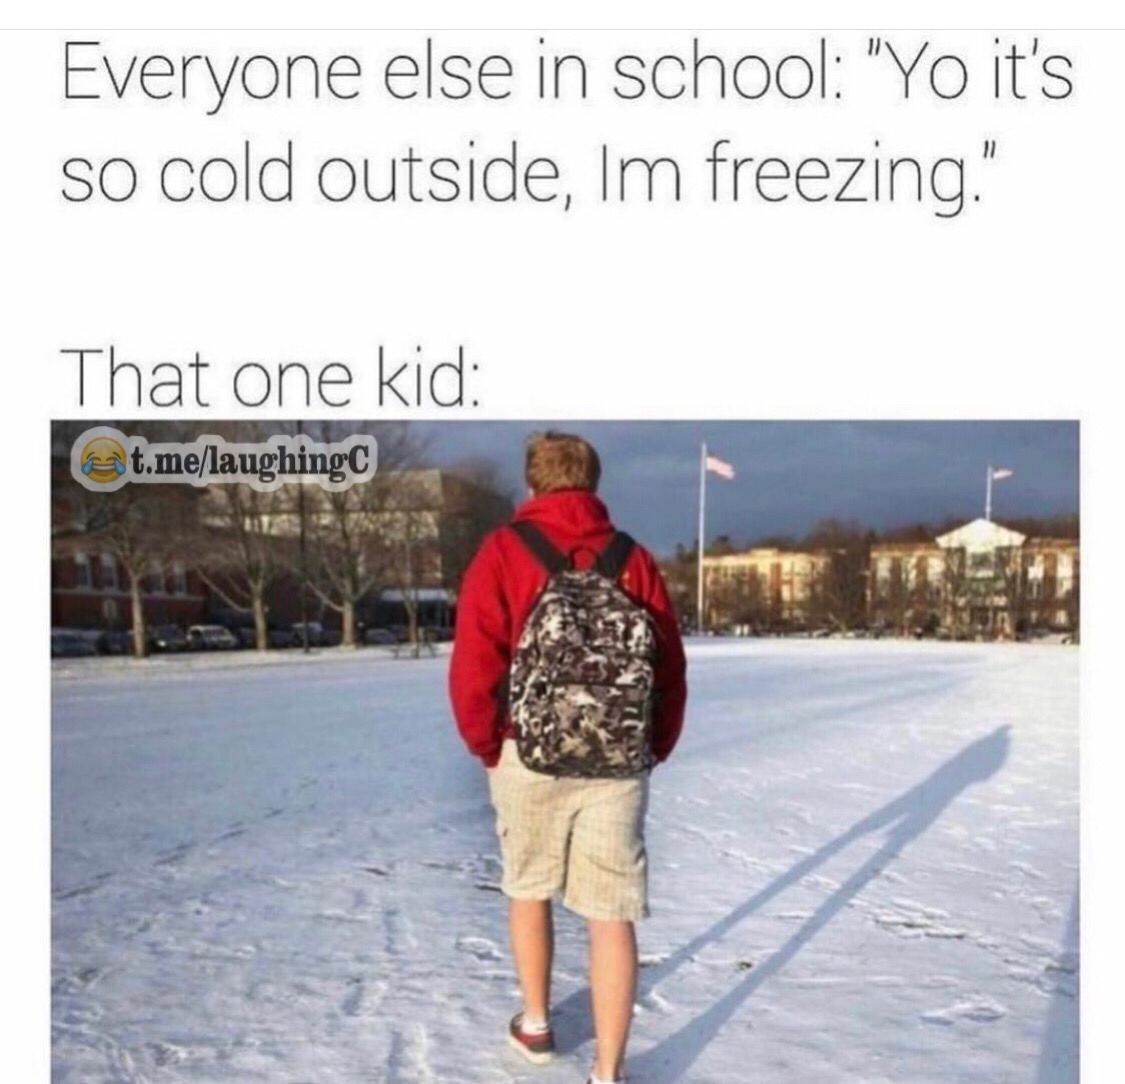 Everyone else in school: "Yo it's
so cold outside, Im freezing."
That one kid:
😂t.me/laughingC